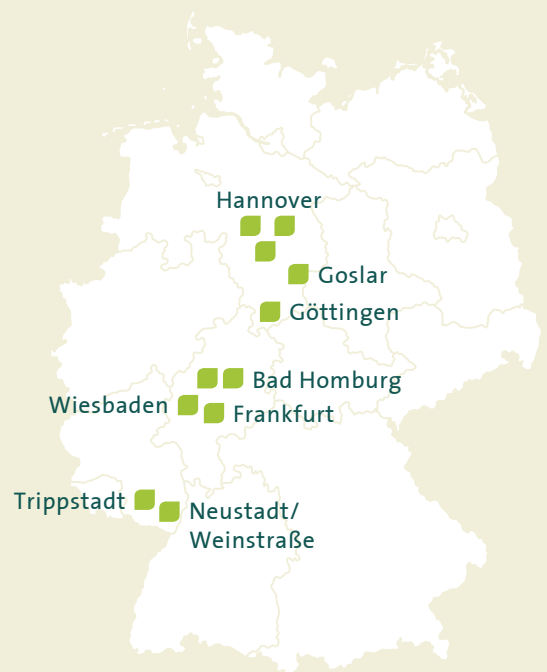 Hannover
Goslar
Göttingen
Bad Homburg
Wiesbaden
Frankfurt
Trippstadt
Neustadt/
Weinstraße